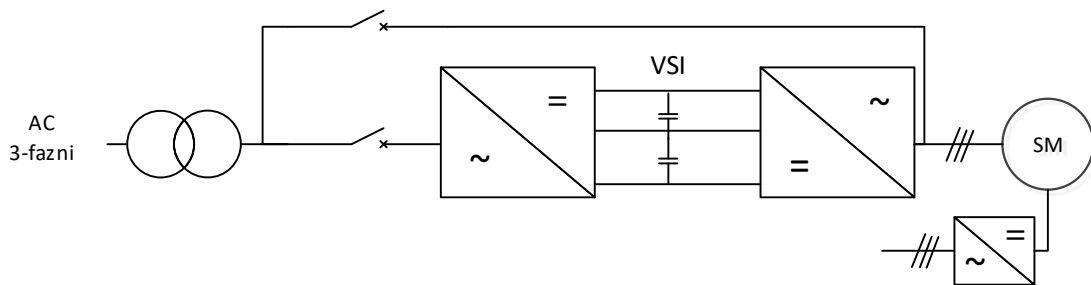 VSI
AC
3-fazni
=
~
~
=
SM
=
~